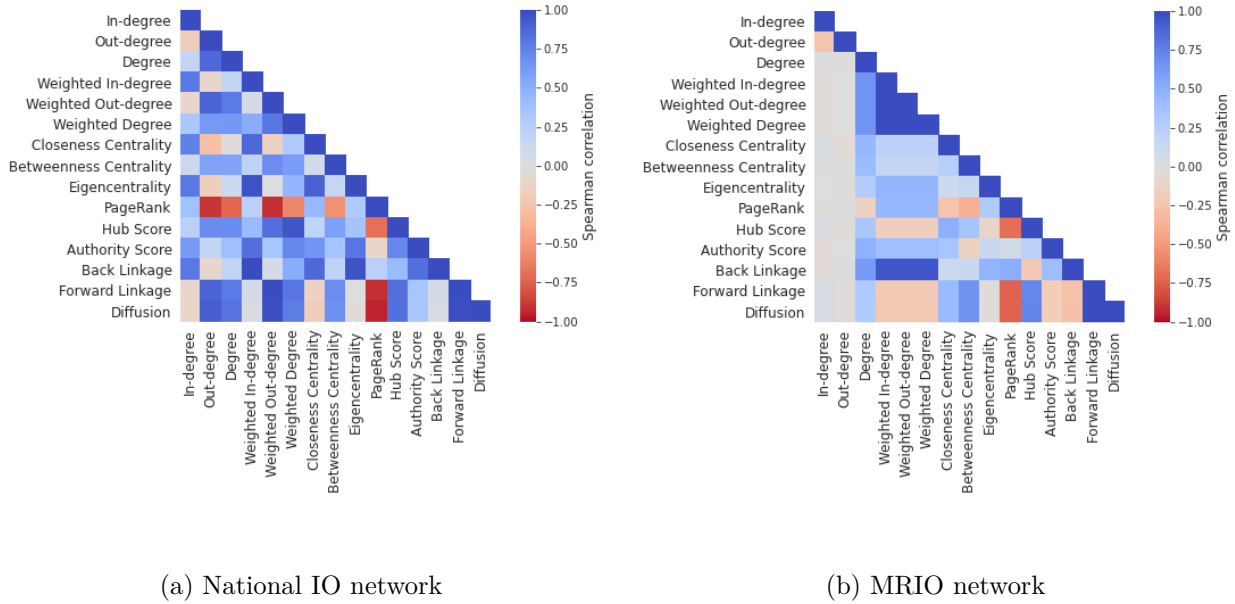 In-degree
Out-degree
Degree
Weighted In-degree
Weighted Out-degree
Weighted Degree
Closeness Centrality
Betweenness Centrality
Eigencentrality
PageRank
Hub Score
Authority Score
Back Linkage
Forward Linkage
Diffusion
In-degree
Out-degree
Degree
Weighted In-degree
Weighted Out-degree
Weighted Degree
Closeness Centrality
Betweenness Centrality
Eigencentrality
PageRank
Hub Score
Authority Score
Back Linkage
Forward Linkage
Diffusion
1.00
0.75
0.50
0.25
0.00
−0.25
−0.50
−0.75
−1.00
Spearman correlation
(a) National IO network
In-degree
Out-degree
Degree
Weighted In-degree
Weighted Out-degree
Weighted Degree
Closeness Centrality
Betweenness Centrality
Eigencentrality
PageRank
Hub Score
Authority Score
Back Linkage
Forward Linkage
Diffusion
In-degree
Out-degree
Degree
Weighted In-degree
Weighted Out-degree
Weighted Degree
Closeness Centrality
Betweenness Centrality
Eigencentrality
PageRank
Hub Score
Authority Score
Back Linkage
Forward Linkage
Diffusion
1.00
0.75
0.50
0.25
0.00
−0.25
−0.50
−0.75
−1.00
Spearman correlation
(b) MRIO network